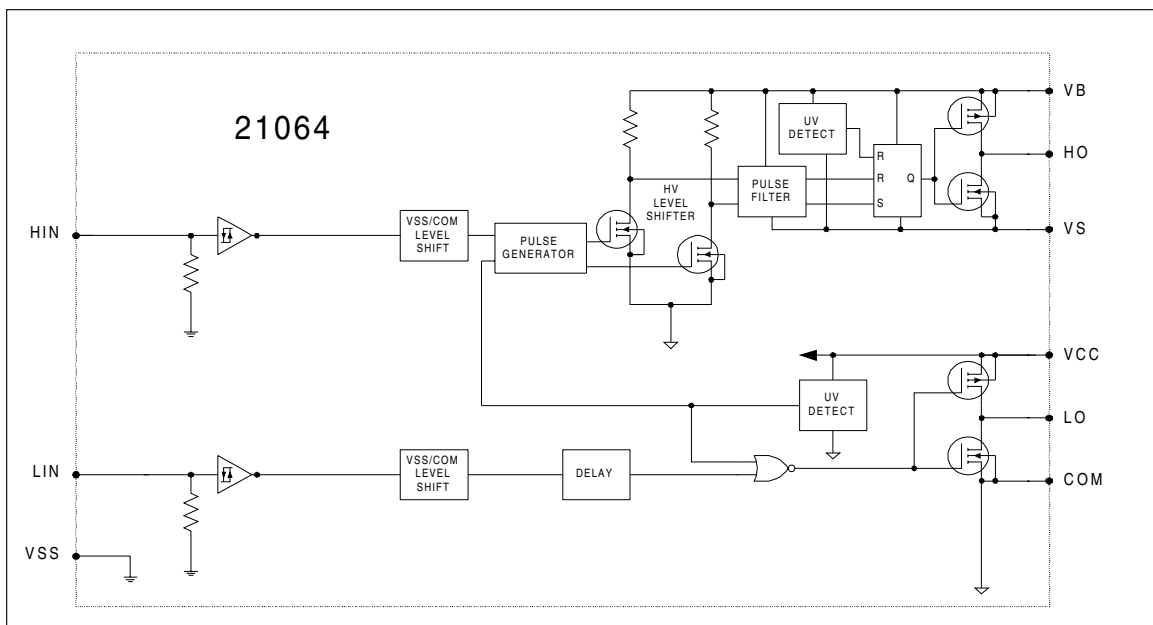 21064
VB
UV
DETECT
HO
R
R
S
Q
PULSE
FILTER
HV
LEVEL
SHIFTER
VS
HIN
VSS/COM
LEVEL
SHIFT
PULSE
GENERATOR
VCC
UV
DETECT
LO
LIN
VSS/COM
LEVEL
SHIFT
DELAY
COM
VSS